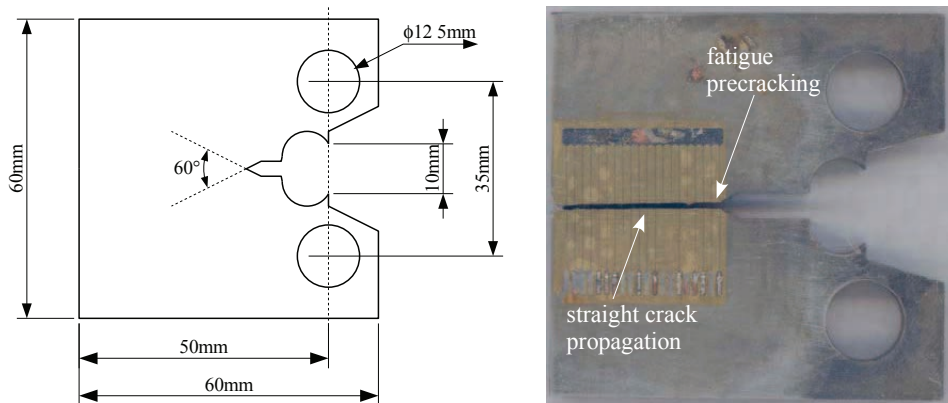 ϕ12 5mm
60mm
60°
10mm
35mm
50mm
60mm
fatigue
precracking
straight crack
propagation